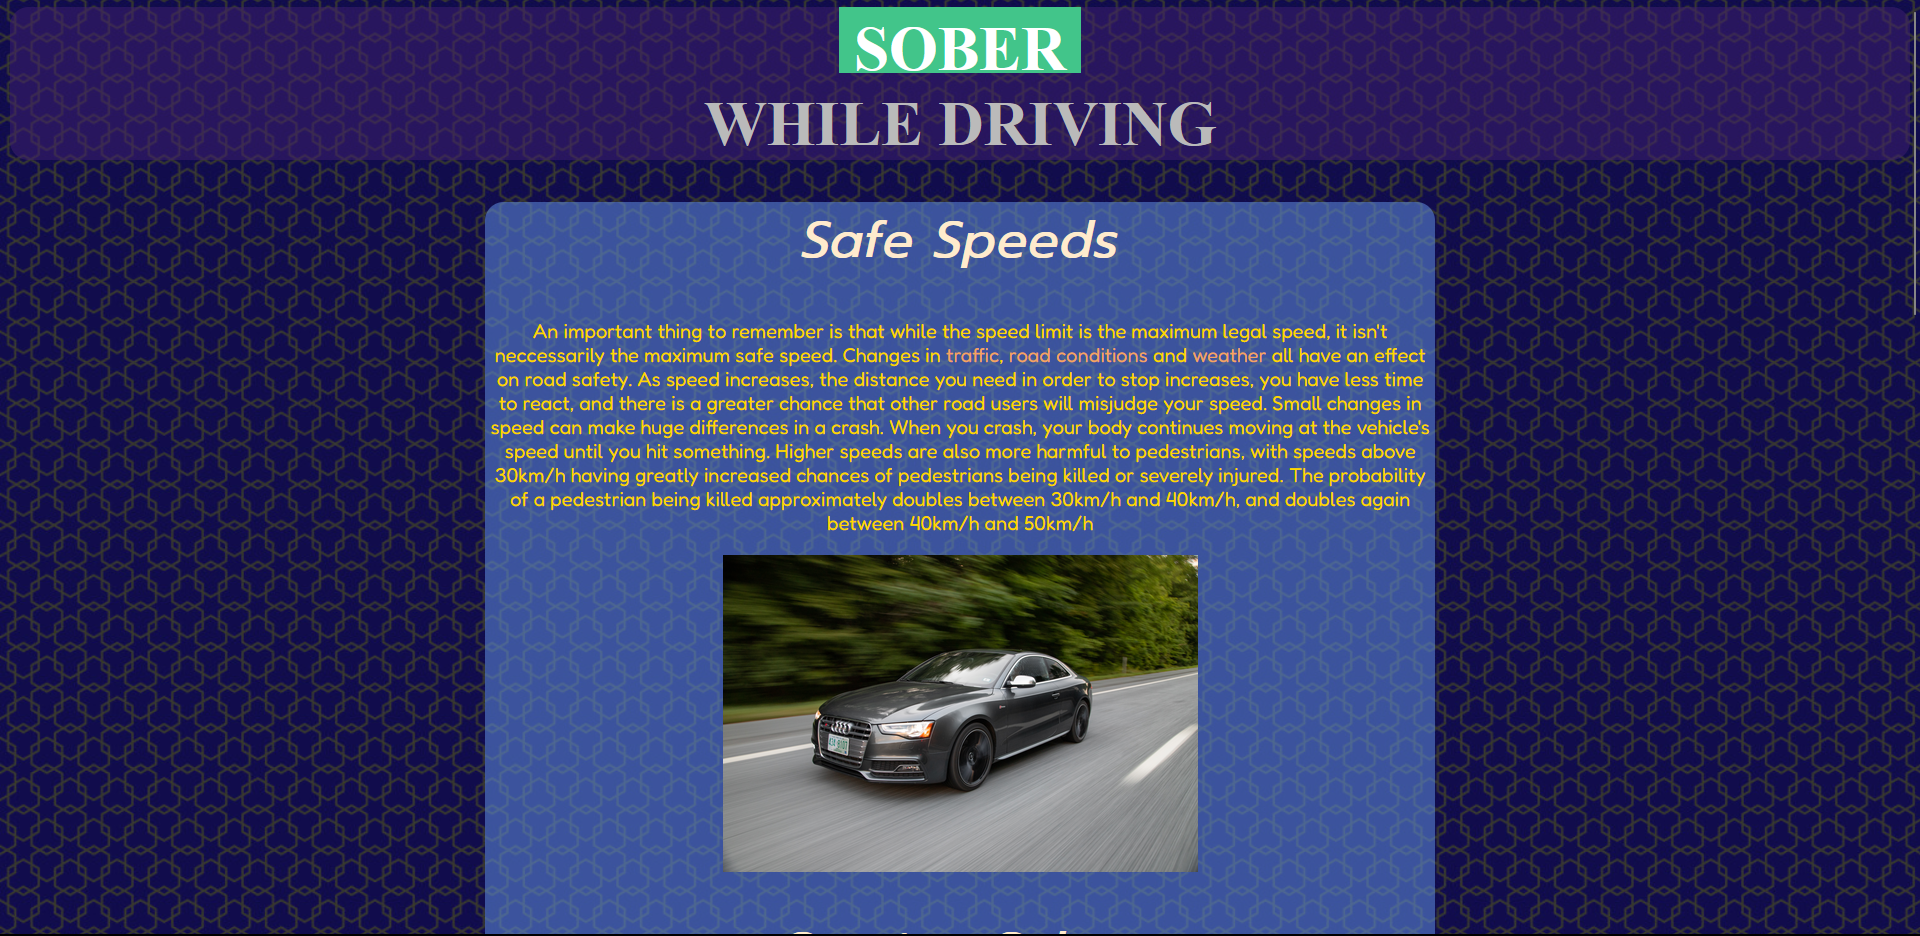 SOBER
WHILE DRIVING
Safe Speeds
An important thing to remember is that while the speed limit is the maximum legal speed, it isn't
neccessarily the maximum safe speed. Changes in traffic, road conditions and weather all have an effect
on road safety. As speed increases, the distance you need in order to stop increases, you have less time
to react, and there is a greater chance that other road users will misjudge your speed. Small changes in
speed can make huge differences in a crash. When you crash, your body continues moving at the vehicle's
speed until you hit something. Higher speeds are also more harmful to pedestrians, with speeds above
30km/h having greatly increased chances of pedestrians being killed or severely injured. The probability
of a pedestrian being killed approximately doubles between 30km/h and 40km/h, and doubles again
between 40km/h and 50km/h